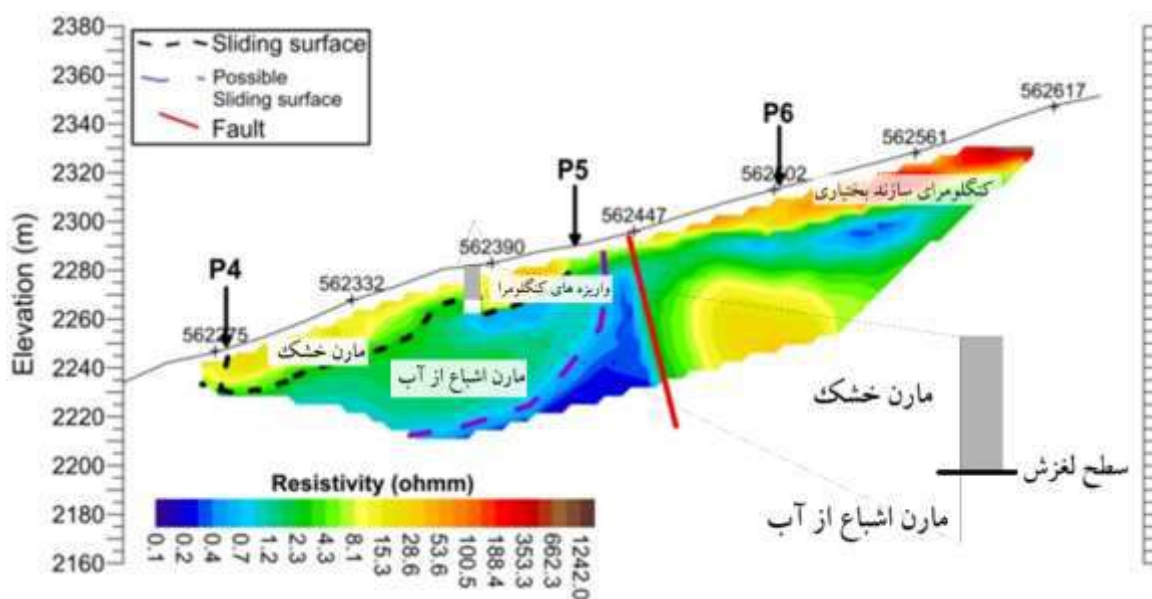 2380
2360
2340
2320
2300
2280
2260
2240
2220
2200
2180
2160
Elevation (m)
Sliding surface
Possible
Sliding surface
Fault
P4
P5
P6
562275
562332
562390
562447
562561
562617
کنگلومرای سازند بختیاری
واریزه های کنگلومرا
مارن خشک
مارن اشباع از آب
مارن خشک
سطح لغزش
مارن اشباع از آب
Resistivity (ohmm)
0.1
0.2
0.4
0.7
1.2
2.3
4.3
8.1
15.3
28.6
53.6
100.5
188.4
353.3
662.3
1242.0